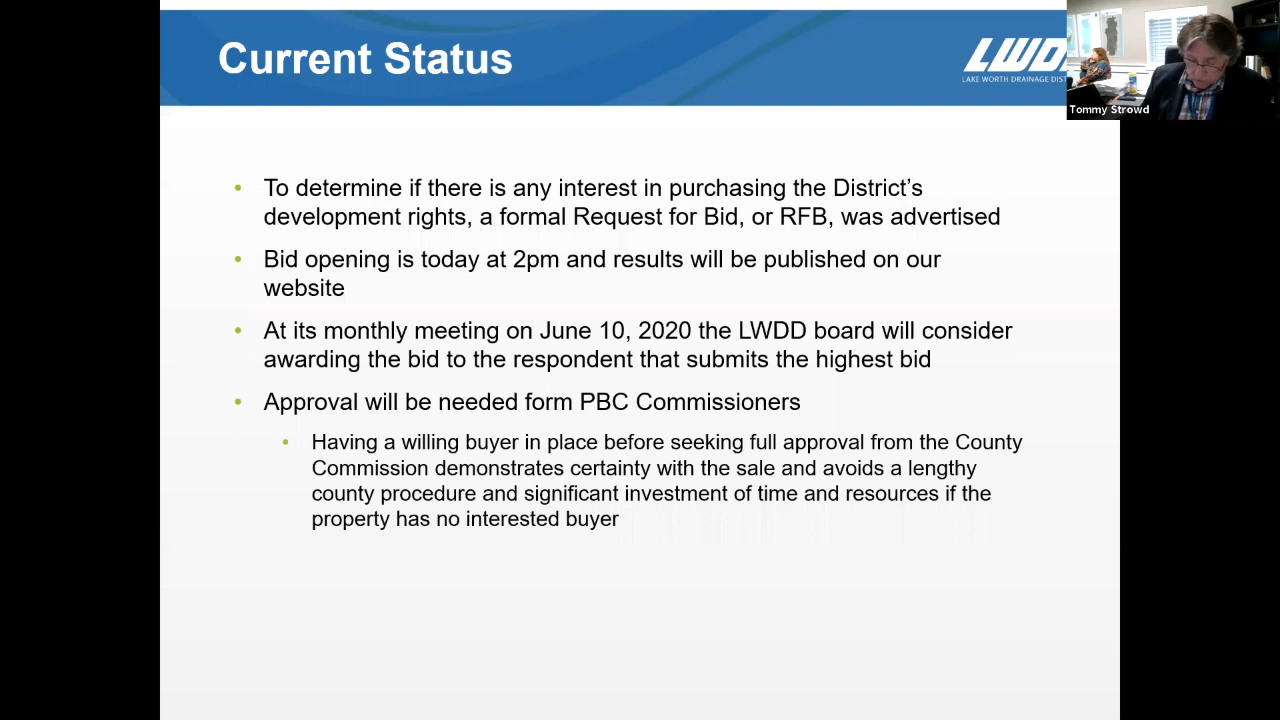 Current Status
LWD
LAKE WORTH DRAINAGE DIST
Tommy Strowd
• To determine if there is any interest in purchasing the District’s
development rights, a formal Request for Bid, or RFB, was advertised
• Bid opening is today at 2pm and results will be published on our
website
• At its monthly meeting on June 10, 2020 the LWDD board will consider
awarding the bid to the respondent that submits the highest bid
• Approval will be needed form PBC Commissioners
• Having a willing buyer in place before seeking full approval from the County
Commission demonstrates certainty with the sale and avoids a lengthy
county procedure and significant investment of time and resources if the
property has no interested buyer